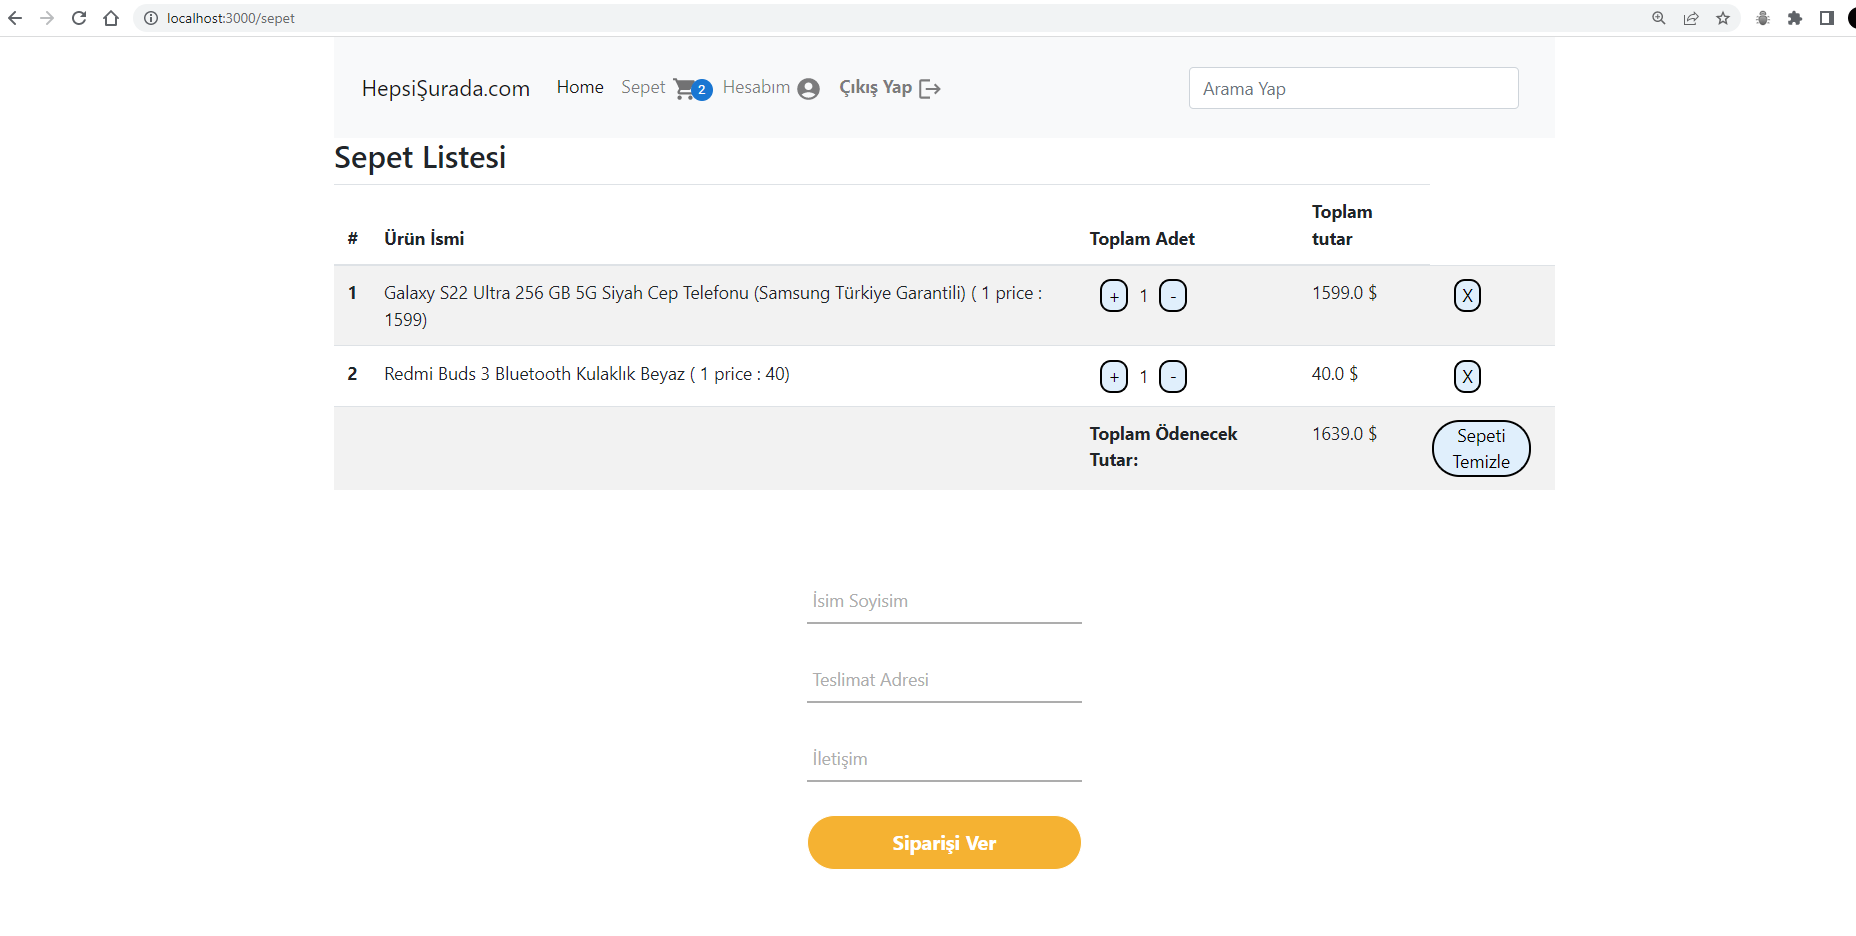 localhost:3000/sepet
HepsiŞurada.com Home Sepet 2 Hesabım Çıkış Yap Arama Yap
Sepet Listesi
# Ürün İsmi Toplam Adet Toplam
tutar
1 Galaxy S22 Ultra 256 GB 5G Siyah Cep Telefonu (Samsung Türkiye Garantili) ( 1 price : + 1 - 1599.0 $ X
1599)
2 Redmi Buds 3 Bluetooth Kulaklık Beyaz ( 1 price : 40) + 1 - 40.0 $ X
Toplam Ödenecek 1639.0 $ Sepeti
Tutar: Temizle
İsim Soyisim
Teslimat Adresi
İletişim
Siparişi Ver